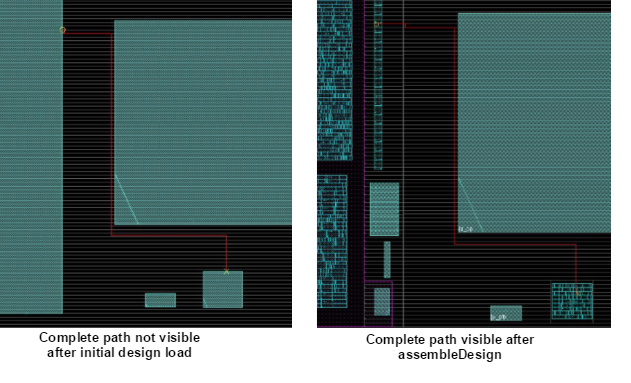 Complete path not visible
after initial design load
Complete path visible after
assembleDesign